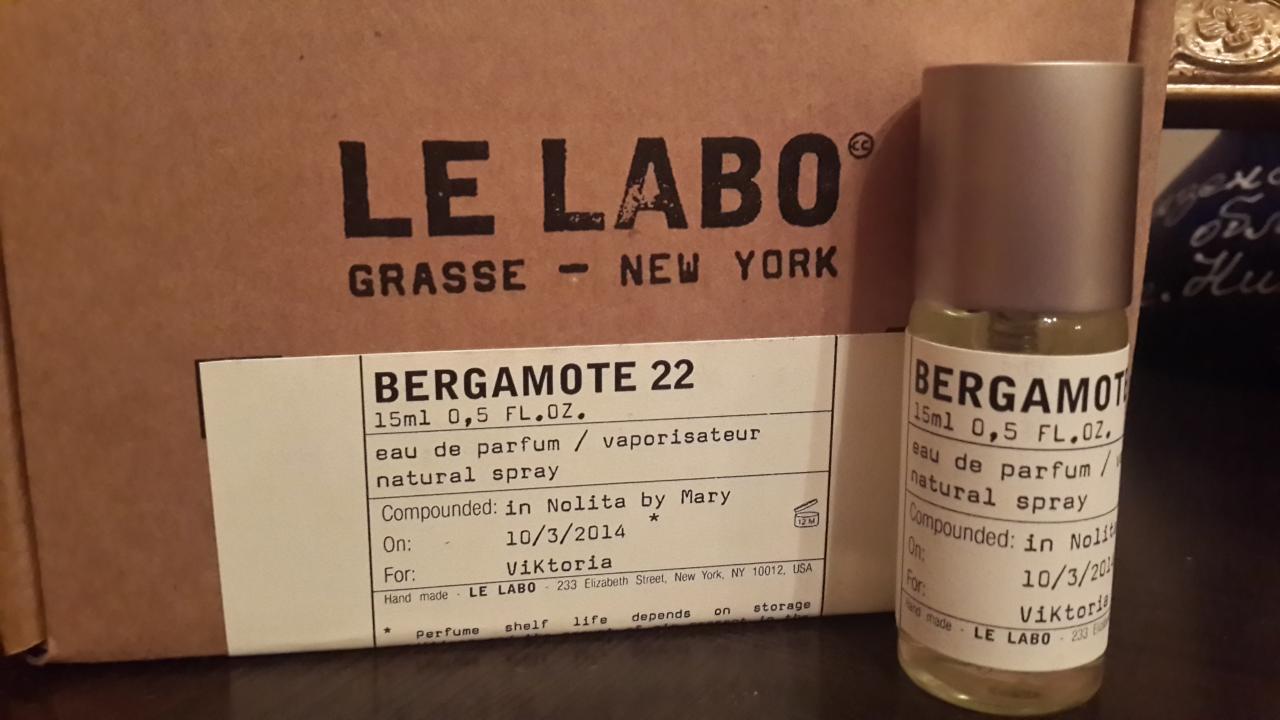 LE LABO
GRASSE - NEW YORK
BERGAMOTE 22
15ml 0,5 FL.OZ.
eau de parfum / vaporisateur
natural spray
Compounded: in Nolita by Mary
On: 10/3/2014 *
For: ViKtoria
12 M
Hand made · LE LABO · 233 Elizabeth Street, New York, NY 10012, USA
* Perfume shelf life depends on storage
BERGAMOTE
15ml 0,5 FL.OZ.
eau de parfum /
natural spray
Compounded: in Nolita
On: 10/3/201
For: ViKtoria
Hand made · LE LABO · 233